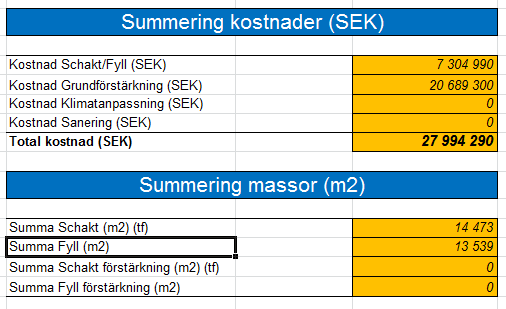 Summering kostnader (SEK)
Kostnad Schakt/Fyll (SEK) 7 304 990
Kostnad Grundförstärkning (SEK) 20 689 300
Kostnad Klimatanpassning (SEK) 0
Kostnad Sanering (SEK) 0
Total kostnad (SEK) 27 994 290
Summering massor (m2)
Summa Schakt (m2) (tf) 14 473
Summa Fyll (m2) 13 539
Summa Schakt förstärkning (m2) (tf) 0
Summa Fyll förstärkning (m2) 0